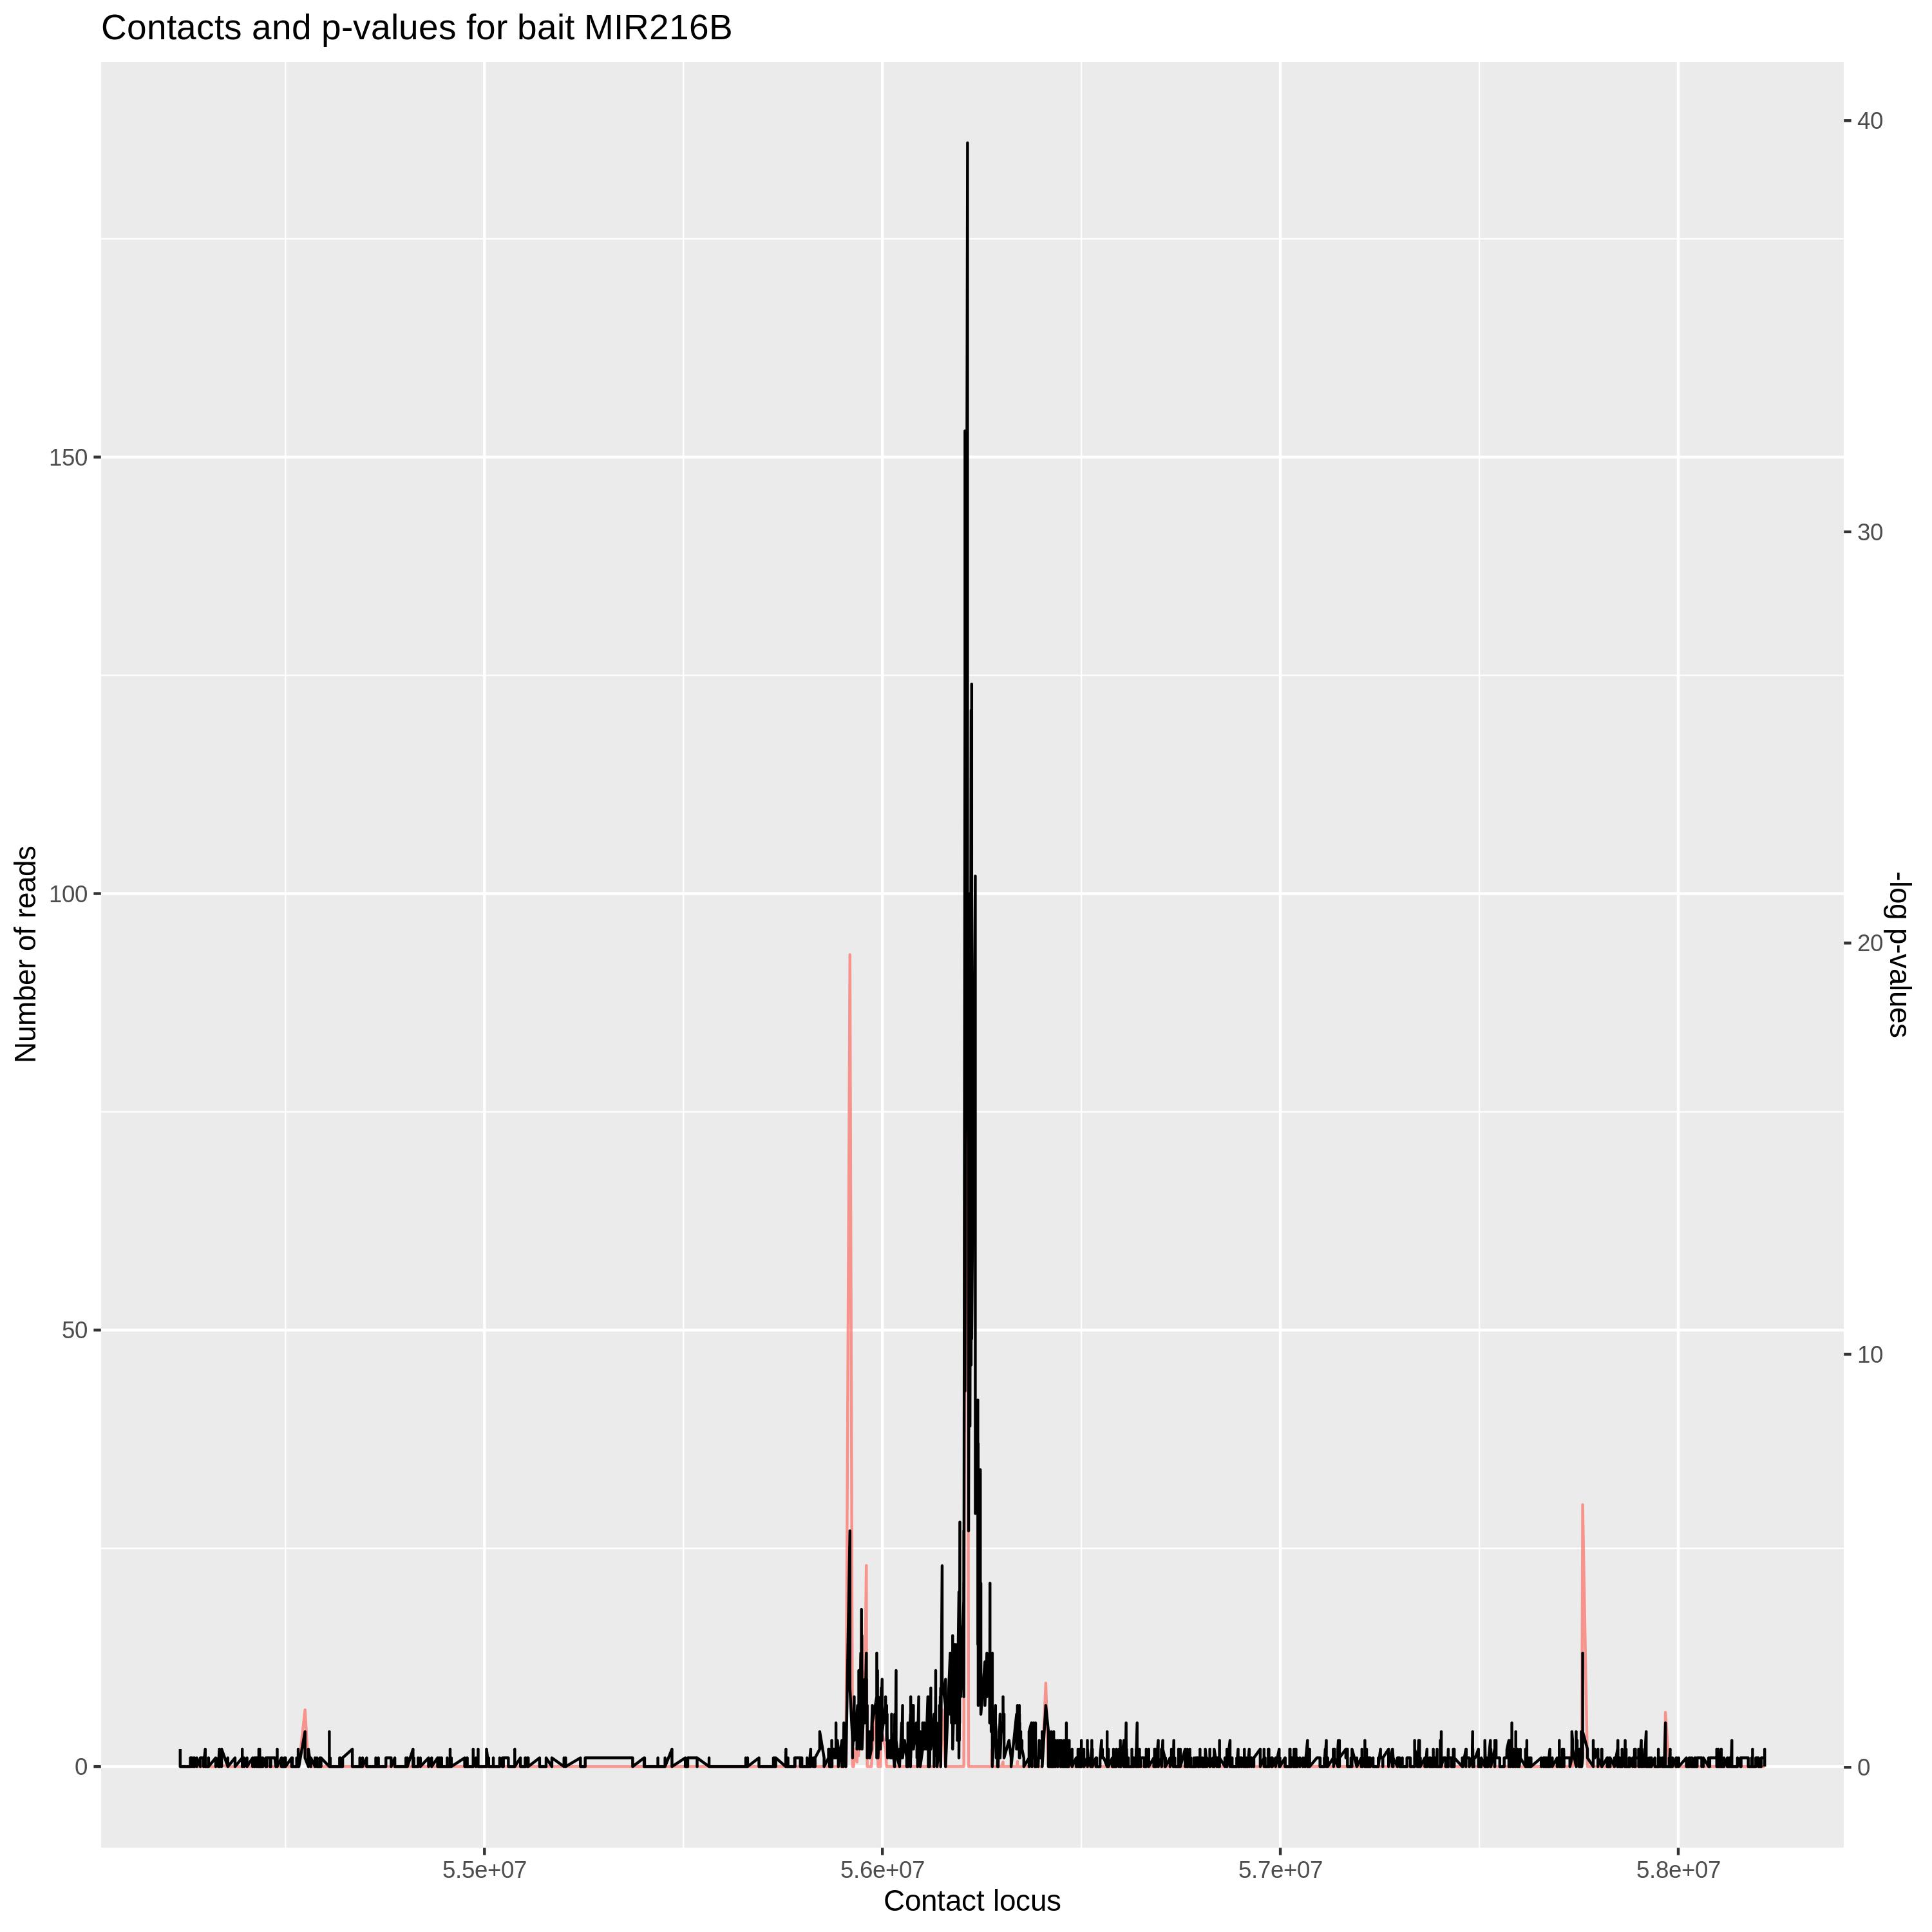 Contacts and p-values for bait MIR216B
40
150
30
Number of reads
100
20
-log p-values
50
10
0
0
5.5e+07
5.6e+07
5.7e+07
5.8e+07
Contact locus